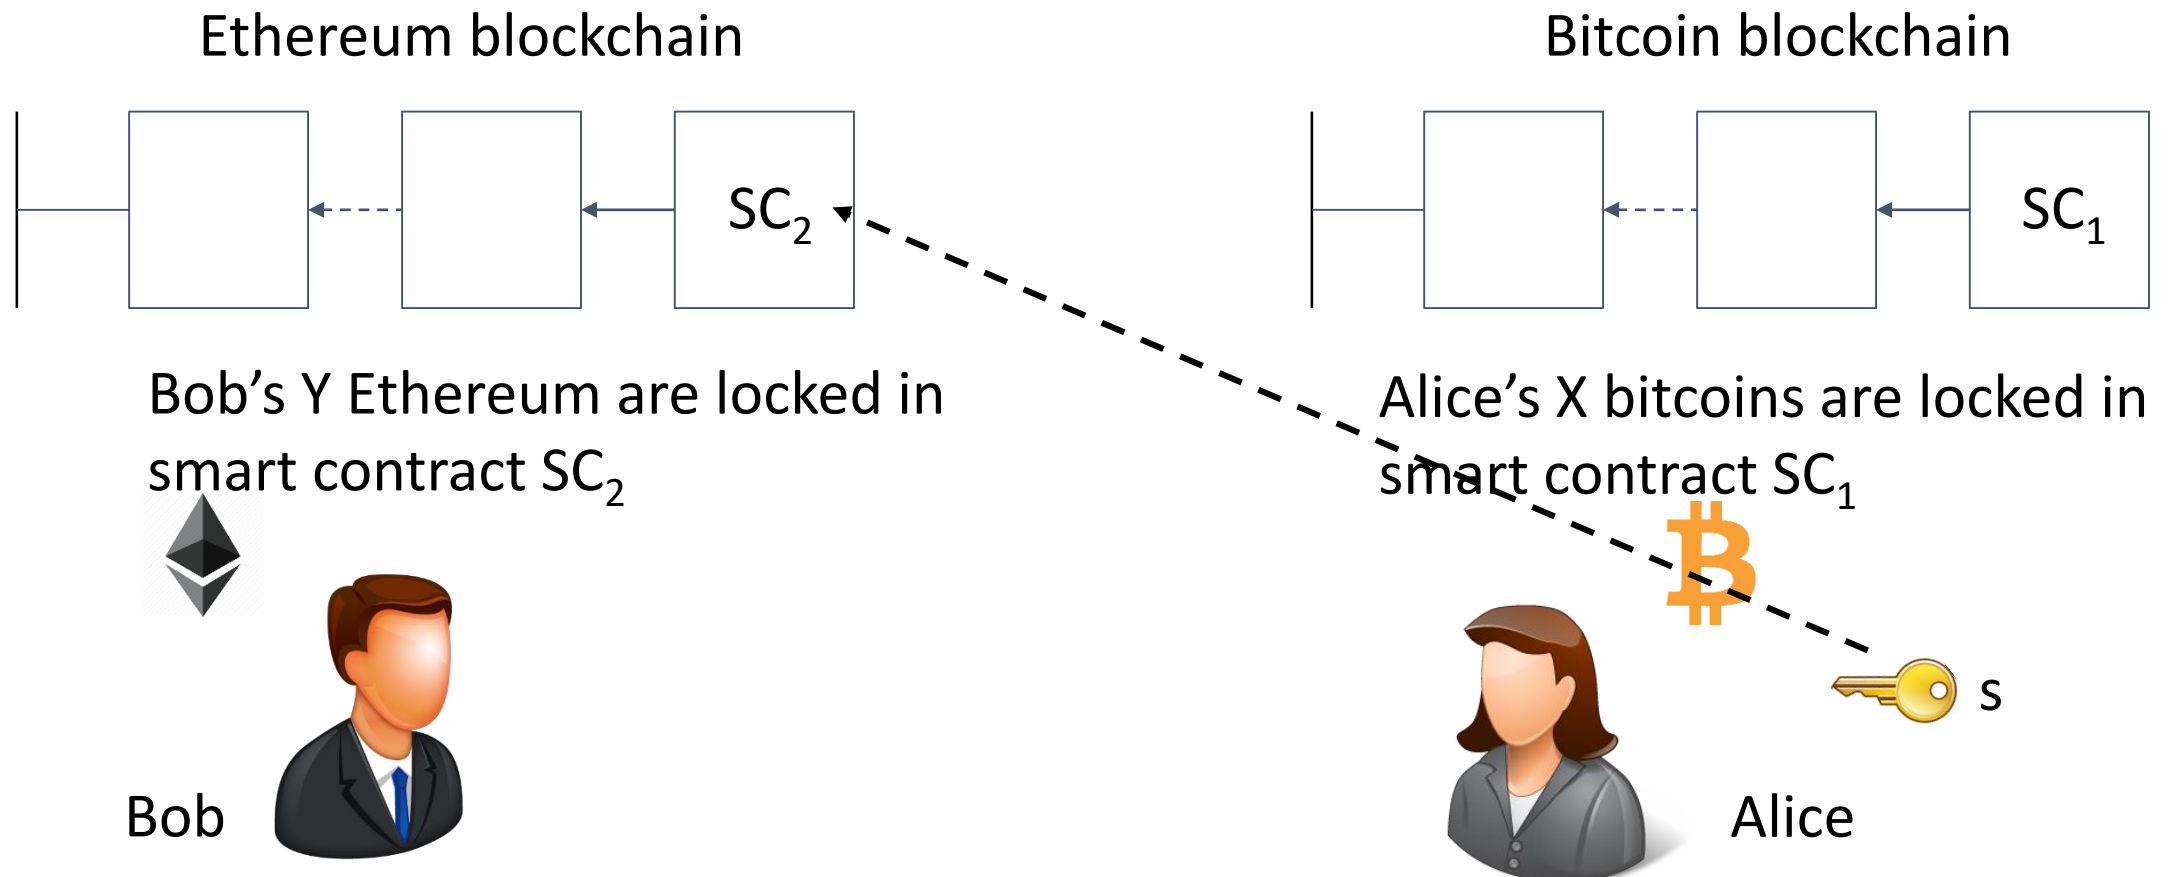 Ethereum blockchain
Bitcoin blockchain
SC₂
SC₁
Bob’s Y Ethereum are locked in
smart contract SC₂
Alice’s X bitcoins are locked in
smart contract SC₁
s
Bob
Alice